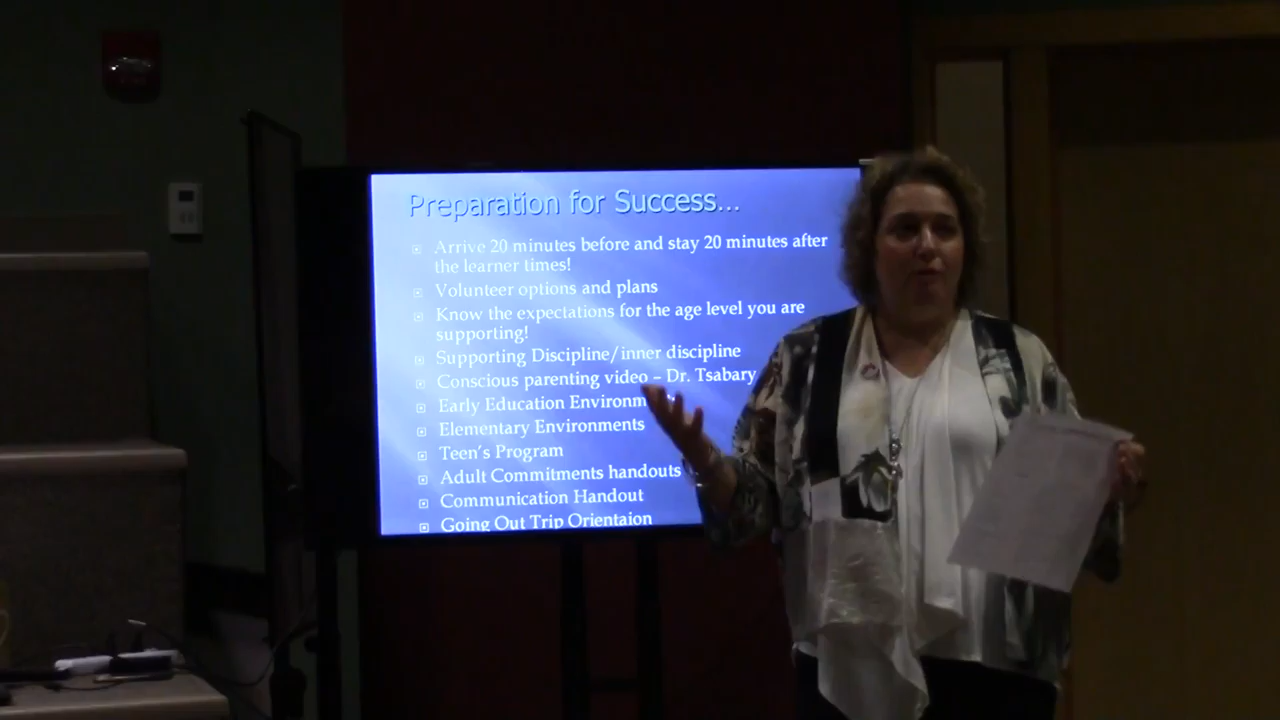 Preparation for Success...
Arrive 20 minutes before and stay 20 minutes after
the learner times!
Volunteer options and plans
Know the expectations for the age level you are
supporting!
Supporting Discipline/inner discipline
Conscious parenting video – Dr. Tsabary
Early Education Environm
Elementary Environments
Teen's Program
Adult Commitments handouts
Communication Handout
Going Out Trip Orientaion